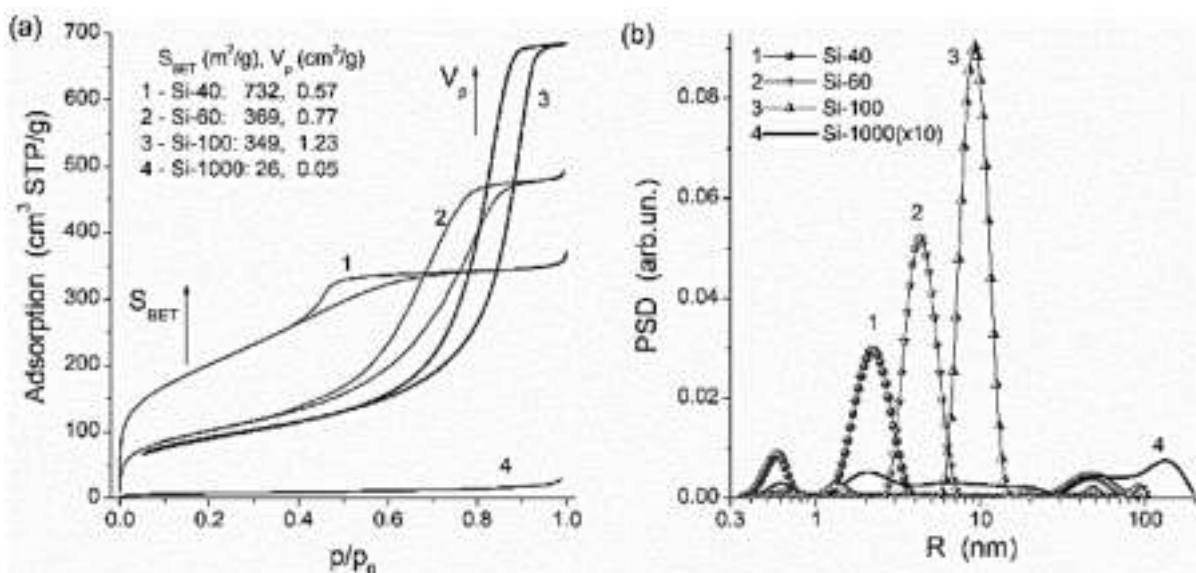 (a)
700
600
500
400
300
200
100
0
Adsorption (cm³ STP/g)
S_BET (m²/g), V_p (cm²/g)
1 - Si-40: 732, 0.57
2 - Si-60: 369, 0.77
3 - Si-100: 349, 1.23
4 - Si-1000: 26, 0.05
V_p
3
2
1
S_BET
4
0.0 0.2 0.4 0.6 0.8 1.0
p/p₀
(b)
0.08
0.06
0.04
0.02
0.00
PSD (arb.un.)
1 Si-40
2 Si-60
3 Si-100
4 Si-1000(x10)
3
2
1
4
0.3 1 10 100
R (nm)